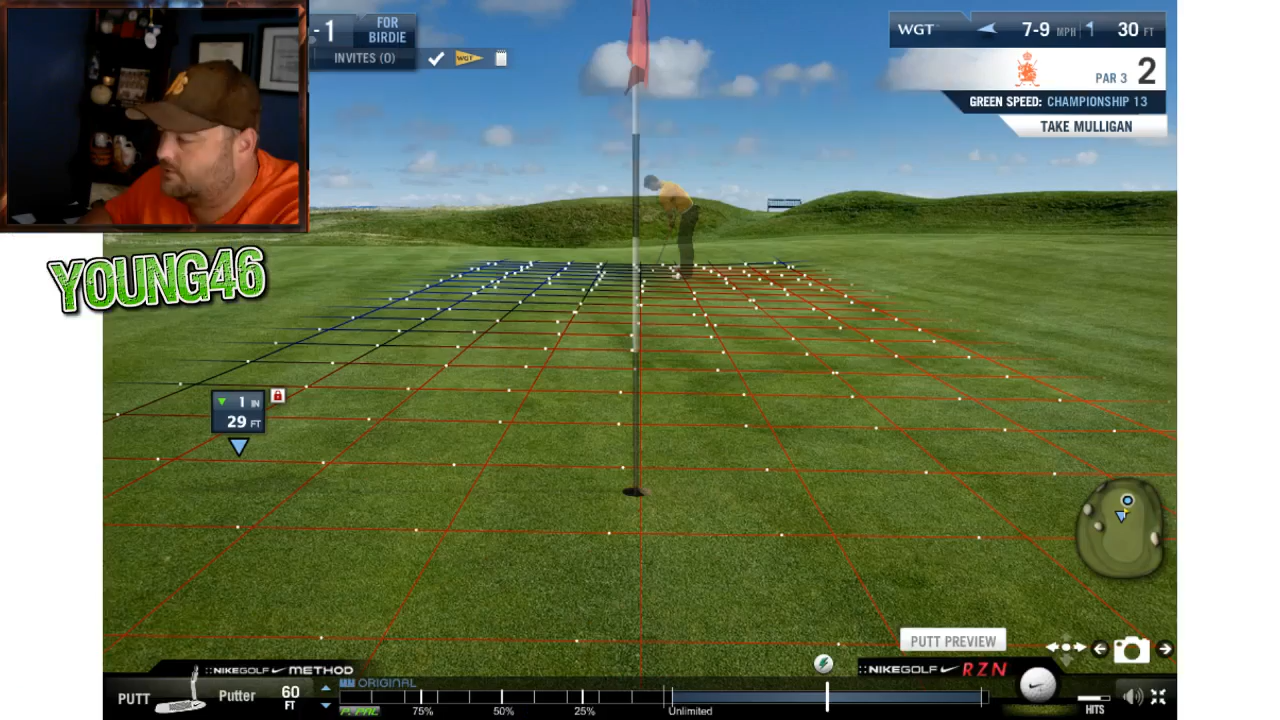 -1 FOR BIRDIE
INVITES (0)
WGT
WGT 7-9 MPH 30 FT
PAR 3 2
GREEN SPEED: CHAMPIONSHIP 13
TAKE MULLIGAN
YOUNG46
1 IN
29 FT
PUTT PREVIEW
NIKEGOLF METHOD
NIKEGOLF RZN
ORIGINAL
PUTT Putter 60 FT
75% 50% 25% Unlimited
HITS